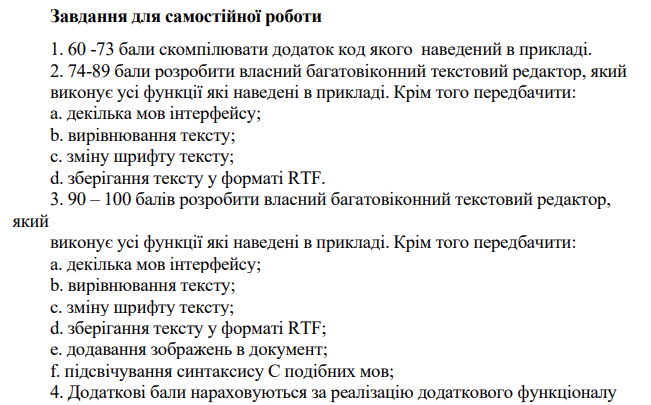 Завдання для самостійної роботи
1. 60 -73 бали скомпілювати додаток код якого наведений в прикладі.
2. 74-89 бали розробити власний багатовіконний текстовий редактор, який
виконує усі функції які наведені в прикладі. Крім того передбачити:
a. декілька мов інтерфейсу;
b. вирівнювання тексту;
c. зміну шрифту тексту;
d. зберігання тексту у форматі RTF.
3. 90 – 100 балів розробити власний багатовіконний текстовий редактор,
який
виконує усі функції які наведені в прикладі. Крім того передбачити:
a. декілька мов інтерфейсу;
b. вирівнювання тексту;
c. зміну шрифту тексту;
d. зберігання тексту у форматі RTF;
e. додавання зображень в документ;
f. підсвічування синтаксису С подібних мов;
4. Додаткові бали нараховуються за реалізацію додаткового функціоналу